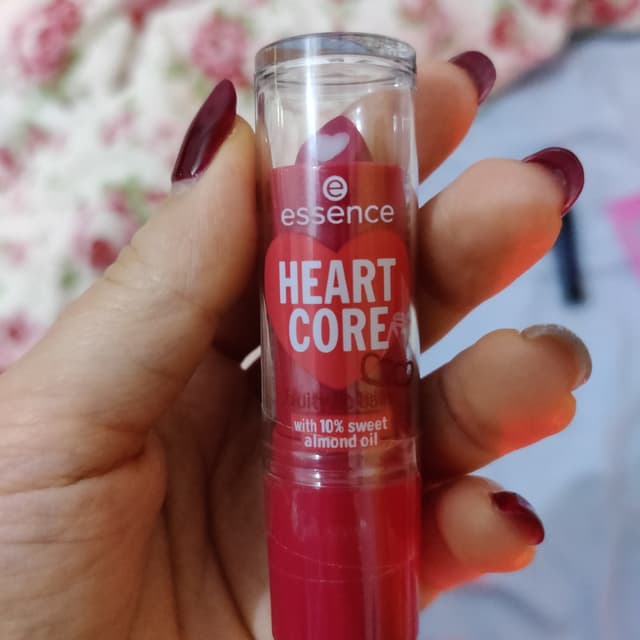 e
essence
HEART
CORE
with 10% sweet
almond oil